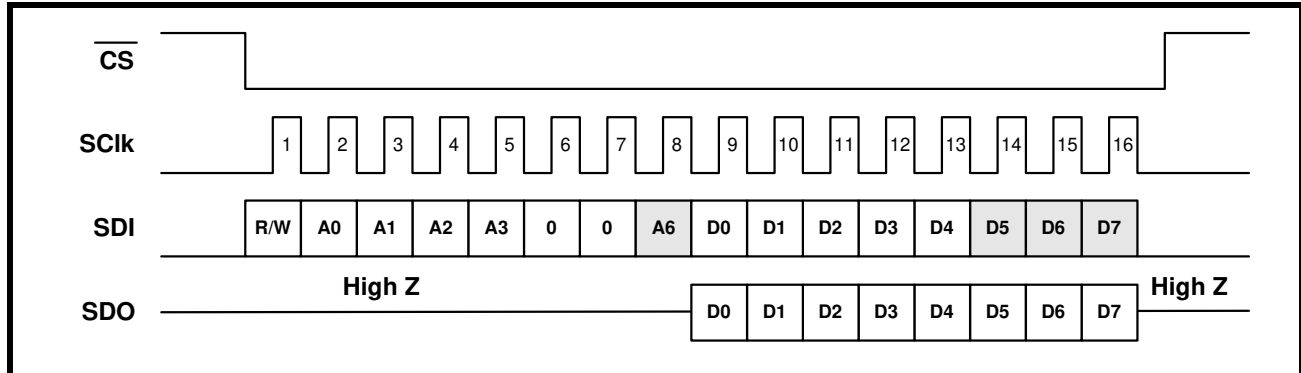 CS
SClk 1 2 3 4 5 6 7 8 9 10 11 12 13 14 15 16
SDI R/W A0 A1 A2 A3 0 0 A6 D0 D1 D2 D3 D4 D5 D6 D7
High Z High Z
SDO D0 D1 D2 D3 D4 D5 D6 D7